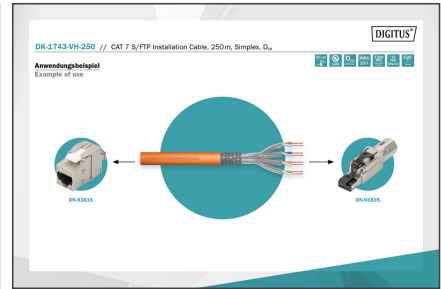 DIGITUS®
DK-1743-VH-250 // CAT 7 S/FTP Installation Cable, 250m, Simplex, Dca
Anwendungsbeispiel
Example of use
DN-93816
DN-93835